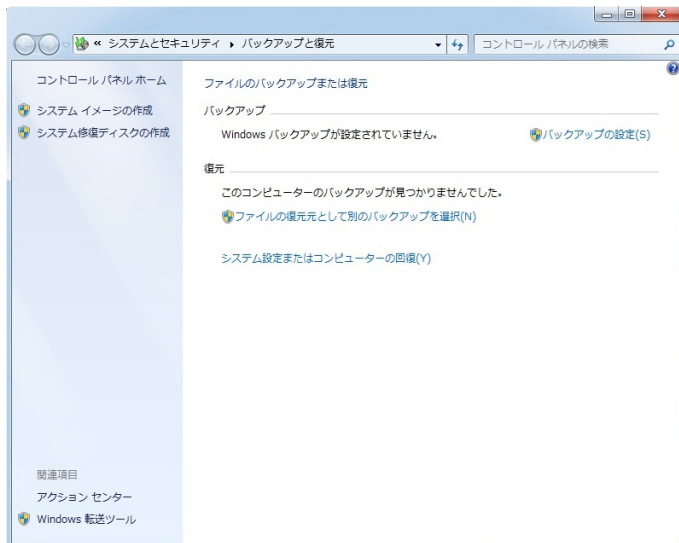 « システムとセキュリティ ▸ バックアップと復元
コントロール パネルの検索
コントロール パネル ホーム
システム イメージの作成
システム修復ディスクの作成
ファイルのバックアップまたは復元
バックアップ
Windows バックアップが設定されていません。
バックアップの設定(S)
復元
このコンピューターのバックアップが見つかりませんでした。
ファイルの復元元として別のバックアップを選択(N)
システム設定またはコンピューターの回復(Y)
関連項目
アクション センター
Windows 転送ツール